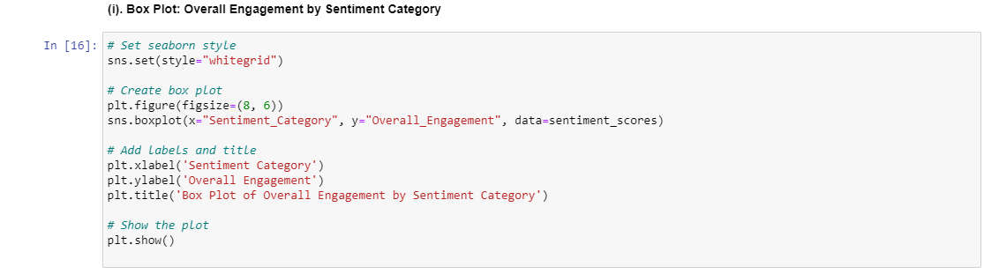 (i). Box Plot: Overall Engagement by Sentiment Category
In [16]: # Set seaborn style
sns.set(style="whitegrid")
# Create box plot
plt.figure(figsize=(8, 6))
sns.boxplot(x="Sentiment_Category", y="Overall_Engagement", data=sentiment_scores)
# Add labels and title
plt.xlabel('Sentiment Category')
plt.ylabel('Overall Engagement')
plt.title('Box Plot of Overall Engagement by Sentiment Category')
# Show the plot
plt.show()